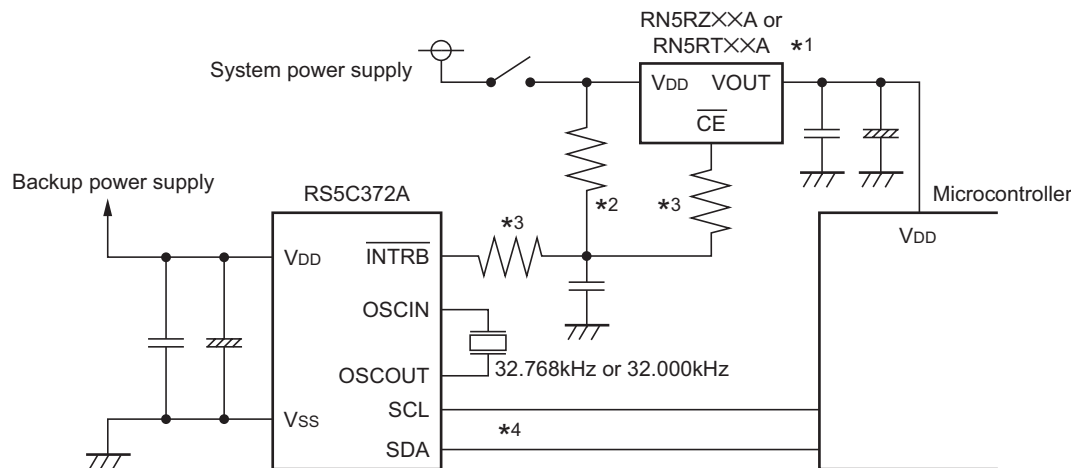 RN5RZ××A or
RN5RT××A *1
System power supply
VDD VOUT
CE
Backup power supply
RS5C372A
*2
*3
Microcontroller
*3
VDD
VDD
INTRB
OSCIN
32.768kHz or 32.000kHz
OSCOUT
VSS
SCL
*4
SDA